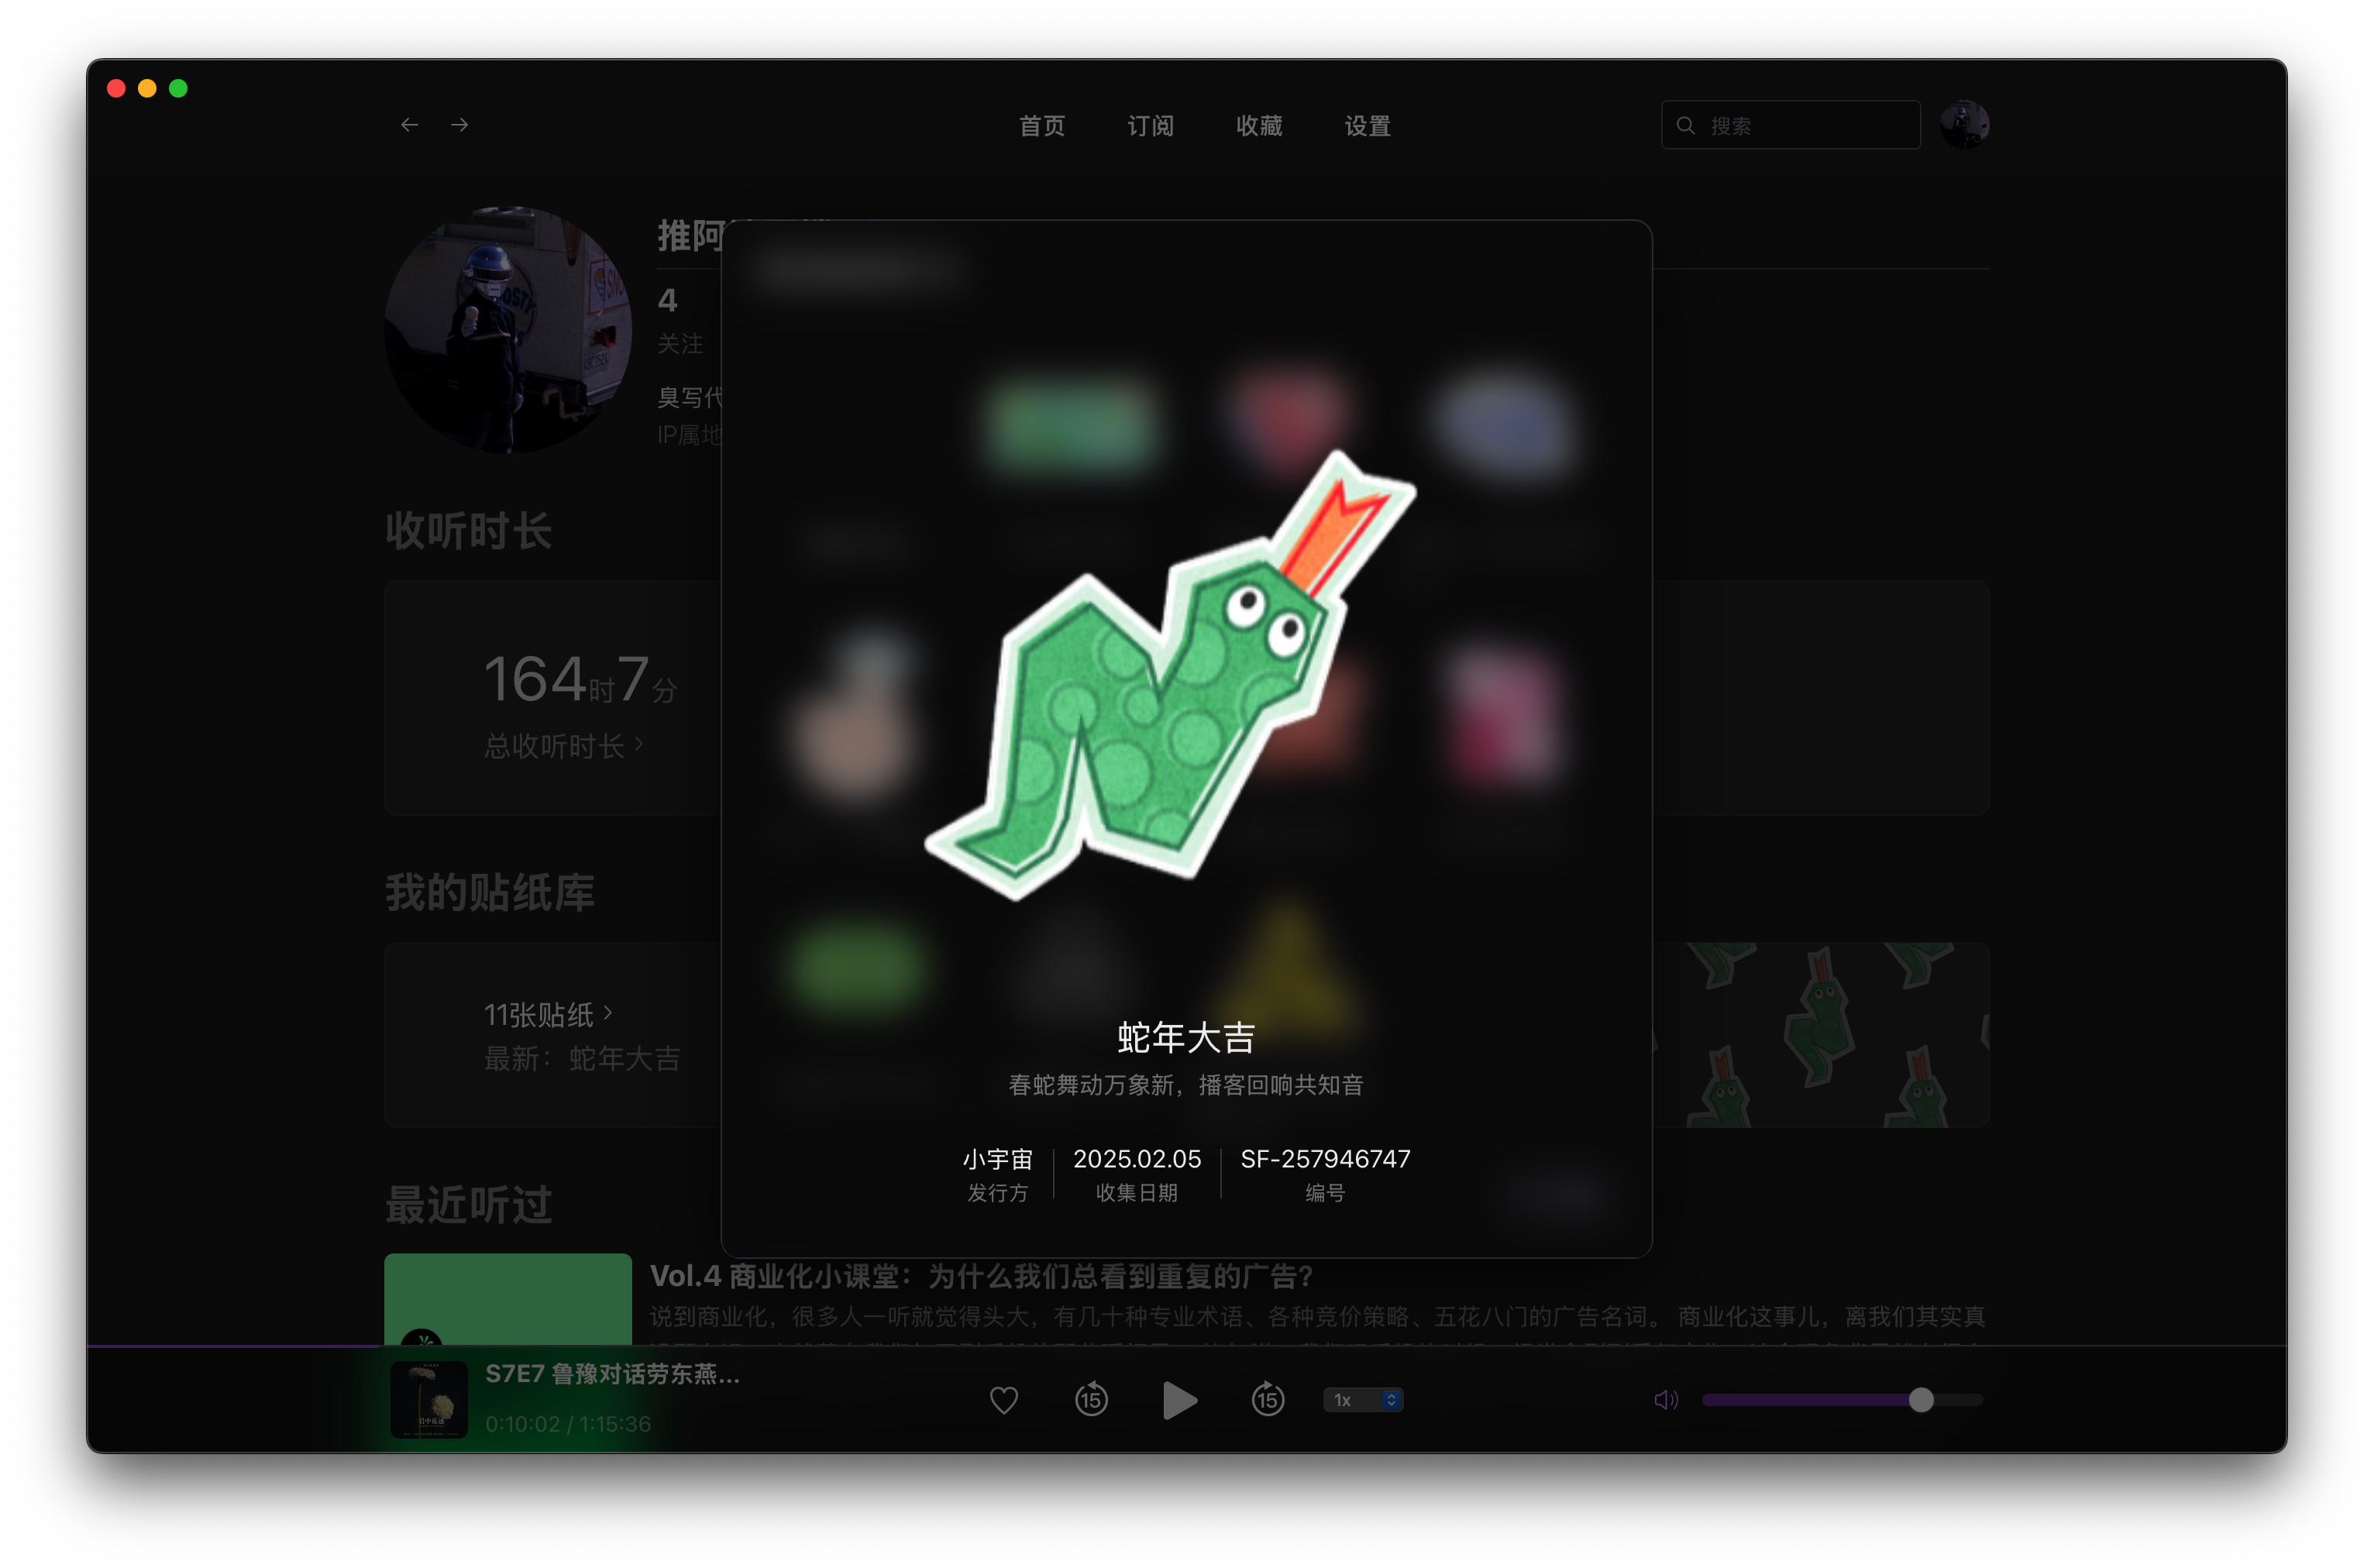 首页
订阅
收藏
设置
搜索
推阿
4
关注
臭写代
IP属地
收听时长
164时7分
总收听时长
我的贴纸库
11张贴纸
最新：蛇年大吉
蛇年大吉
春蛇舞动万象新，播客回响共知音
小宇宙
发行方
2025.02.05
收集日期
SF-257946747
编号
最近听过
Vol.4 商业化小课堂：为什么我们总看到重复的广告？
说到商业化，很多人一听就觉得头大，有几十种专业术语、各种竞价策略、五花八门的广告名词。 商业化这事儿，离我们其实真
S7E7 鲁豫对话劳东燕...
0:10:02 / 1:15:36
15
15
1x